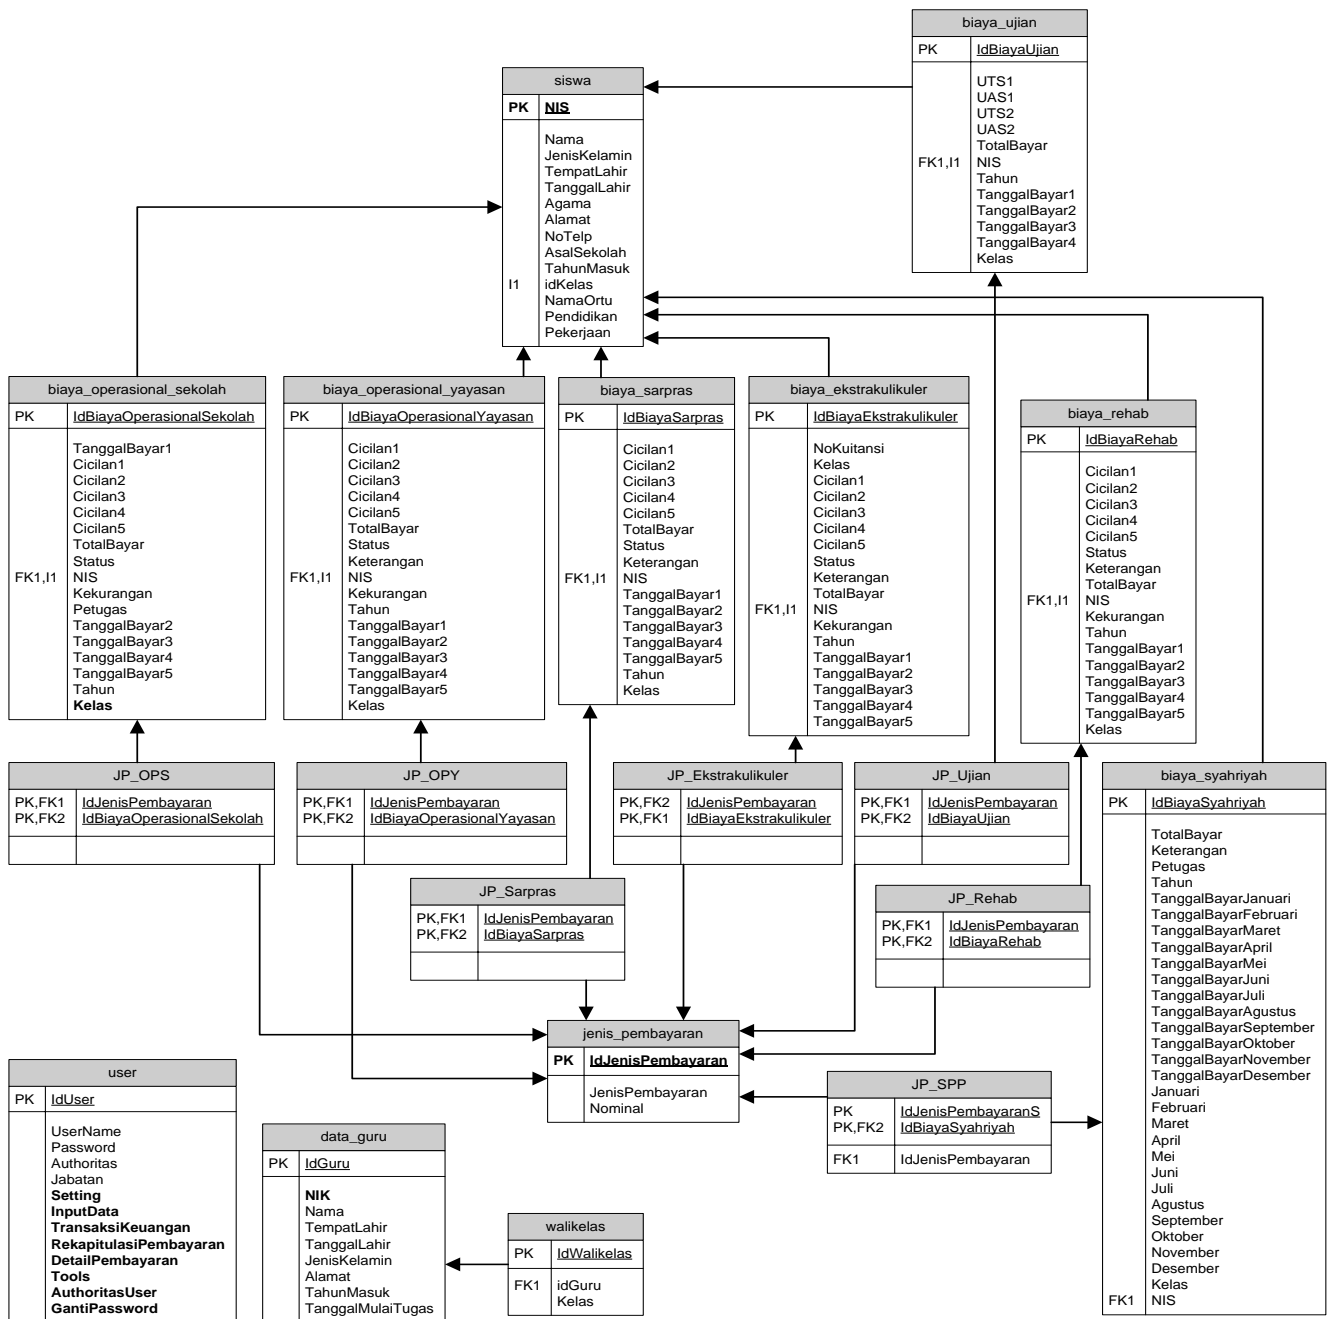 biaya_ujian
PK IdBiayaUjian
UTS1
UAS1
UTS2
UAS2
TotalBayar
FK1,I1 NIS
Tahun
TanggalBayar1
TanggalBayar2
TanggalBayar3
TanggalBayar4
Kelas
siswa
PK NIS
Nama
JenisKelamin
TempatLahir
TanggalLahir
Agama
Alamat
NoTelp
AsalSekolah
TahunMasuk
I1 idKelas
NamaOrtu
Pendidikan
Pekerjaan
biaya_operasional_sekolah
PK IdBiayaOperasionalSekolah
TanggalBayar1
Cicilan1
Cicilan2
Cicilan3
Cicilan4
Cicilan5
TotalBayar
Status
FK1,I1 NIS
Kekurangan
Petugas
TanggalBayar2
TanggalBayar3
TanggalBayar4
TanggalBayar5
Tahun
Kelas
biaya_operasional_yayasan
PK IdBiayaOperasionalYayasan
Cicilan1
Cicilan2
Cicilan3
Cicilan4
Cicilan5
TotalBayar
Status
Keterangan
FK1,I1 NIS
Kekurangan
Tahun
TanggalBayar1
TanggalBayar2
TanggalBayar3
TanggalBayar4
TanggalBayar5
Kelas
biaya_sarpras
PK IdBiayaSarpras
Cicilan1
Cicilan2
Cicilan3
Cicilan4
Cicilan5
TotalBayar
Status
Keterangan
FK1,I1 NIS
TanggalBayar1
TanggalBayar2
TanggalBayar3
TanggalBayar4
TanggalBayar5
Tahun
Kelas
biaya_ekstrakulikuler
PK IdBiayaEkstrakulikuler
NoKuitansi
Kelas
Cicilan1
Cicilan2
Cicilan3
Cicilan4
Cicilan5
Status
Keterangan
TotalBayar
FK1,I1 NIS
Kekurangan
Tahun
TanggalBayar1
TanggalBayar2
TanggalBayar3
TanggalBayar4
TanggalBayar5
biaya_rehab
PK IdBiayaRehab
Cicilan1
Cicilan2
Cicilan3
Cicilan4
Cicilan5
Status
Keterangan
TotalBayar
FK1,I1 NIS
Kekurangan
Tahun
TanggalBayar1
TanggalBayar2
TanggalBayar3
TanggalBayar4
TanggalBayar5
Kelas
JP_OPS
PK,FK1 IdJenisPembayaran
PK,FK2 IdBiayaOperasionalSekolah
JP_OPY
PK,FK1 IdJenisPembayaran
PK,FK2 IdBiayaOperasionalYayasan
JP_Ekstrakulikuler
PK,FK2 IdJenisPembayaran
PK,FK1 IdBiayaEkstrakulikuler
JP_Ujian
PK,FK1 IdJenisPembayaran
PK,FK2 IdBiayaUjian
biaya_syahriyah
PK IdBiayaSyahriyah
TotalBayar
Keterangan
Petugas
Tahun
TanggalBayarJanuari
TanggalBayarFebruari
TanggalBayarMaret
TanggalBayarApril
TanggalBayarMei
TanggalBayarJuni
TanggalBayarJuli
TanggalBayarAgustus
TanggalBayarSeptember
TanggalBayarOktober
TanggalBayarNovember
TanggalBayarDesember
Januari
Februari
Maret
April
Mei
Juni
Juli
Agustus
September
Oktober
November
Desember
Kelas
FK1 NIS
JP_Sarpras
PK,FK1 IdJenisPembayaran
PK,FK2 IdBiayaSarpras
JP_Rehab
PK,FK1 IdJenisPembayaran
PK,FK2 IdBiayaRehab
jenis_pembayaran
PK IdJenisPembayaran
JenisPembayaran
Nominal
JP_SPP
PK IdJenisPembayaranS
PK,FK2 IdBiayaSyahriyah
FK1 IdJenisPembayaran
user
PK IdUser
UserName
Password
Authoritas
Jabatan
Setting
InputData
TransaksiKeuangan
RekapitulasiPembayaran
DetailPembayaran
Tools
AuthoritasUser
GantiPassword
data_guru
PK IdGuru
NIK
Nama
TempatLahir
TanggalLahir
JenisKelamin
Alamat
TahunMasuk
TanggalMulaiTugas
walikelas
PK IdWalikelas
FK1 idGuru
Kelas